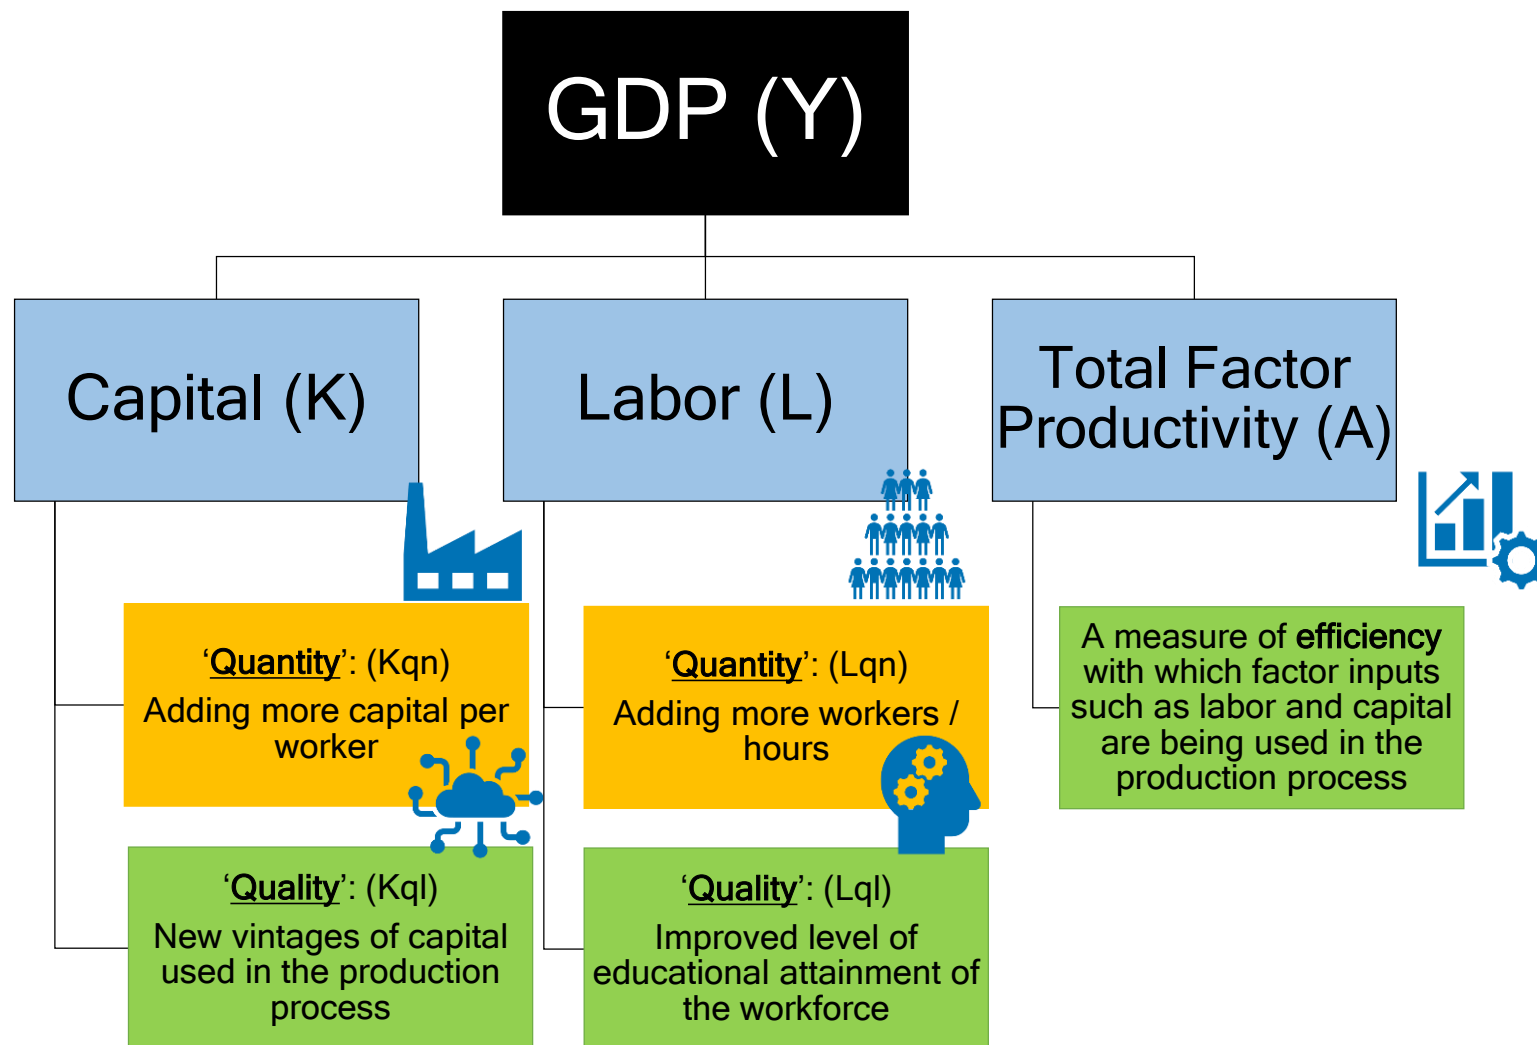 GDP (Y)
Capital (K)
Labor (L)
Total Factor
Productivity (A)
‘Quantity’: (Kqn)
Adding more capital per
worker
‘Quality’: (Kql)
New vintages of capital
used in the production
process
‘Quantity’: (Lqn)
Adding more workers /
hours
‘Quality’: (Lql)
Improved level of
educational attainment of
the workforce
A measure of efficiency
with which factor inputs
such as labor and capital
are being used in the
production process